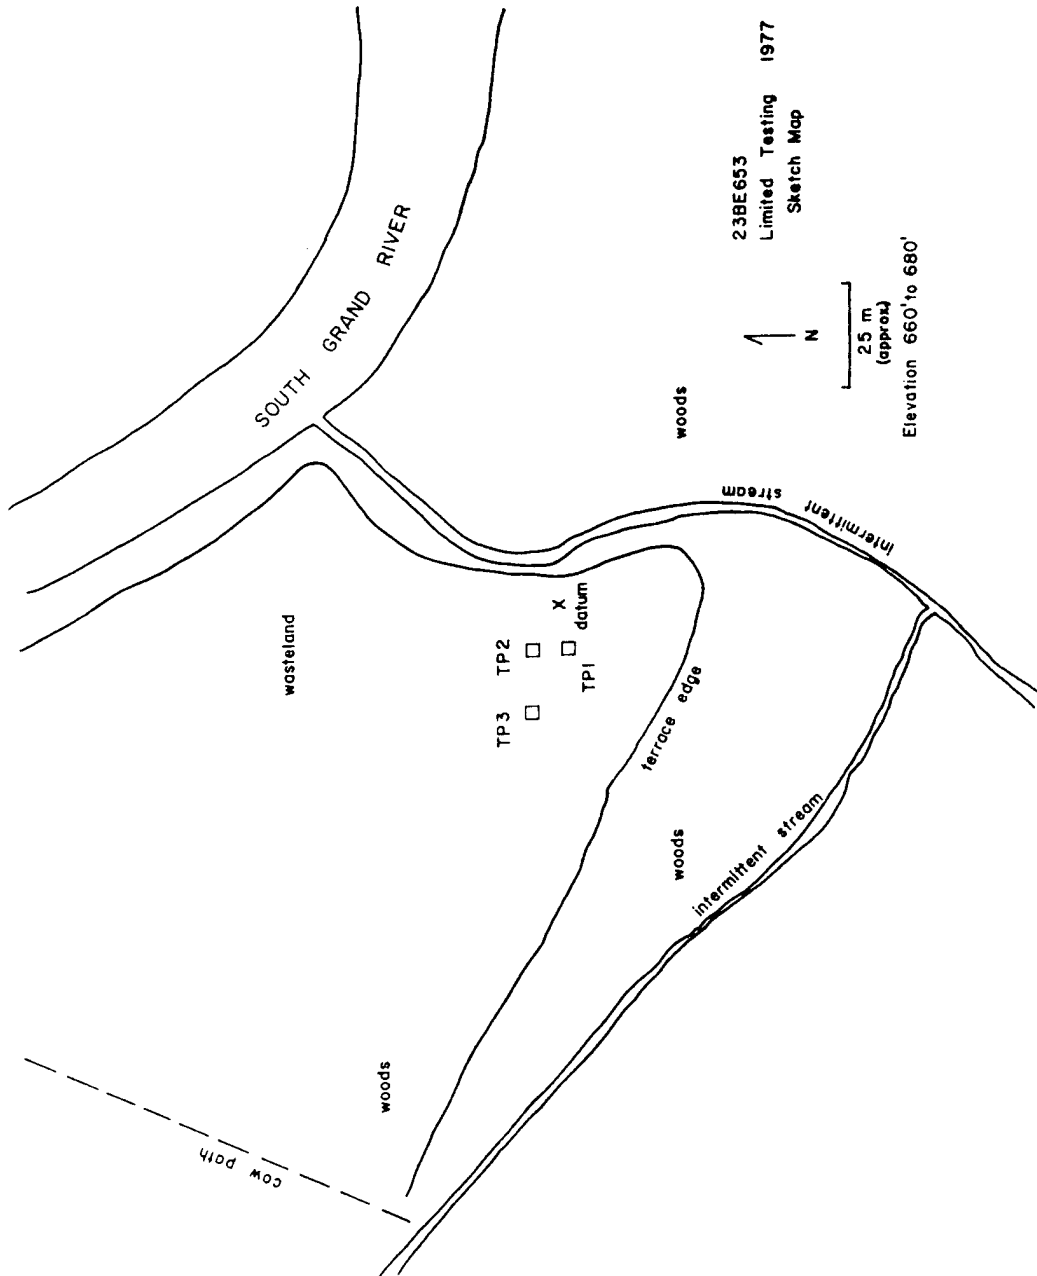 SOUTH GRAND RIVER
23BE653
Limited Testing 1977
Sketch Map
N
25 m
(approx)
Elevation 660' to 680'
woods
intermittent stream
wasteland
X
datum
TP2
TP1
TP3
terrace edge
woods
intermittent stream
woods
cow path